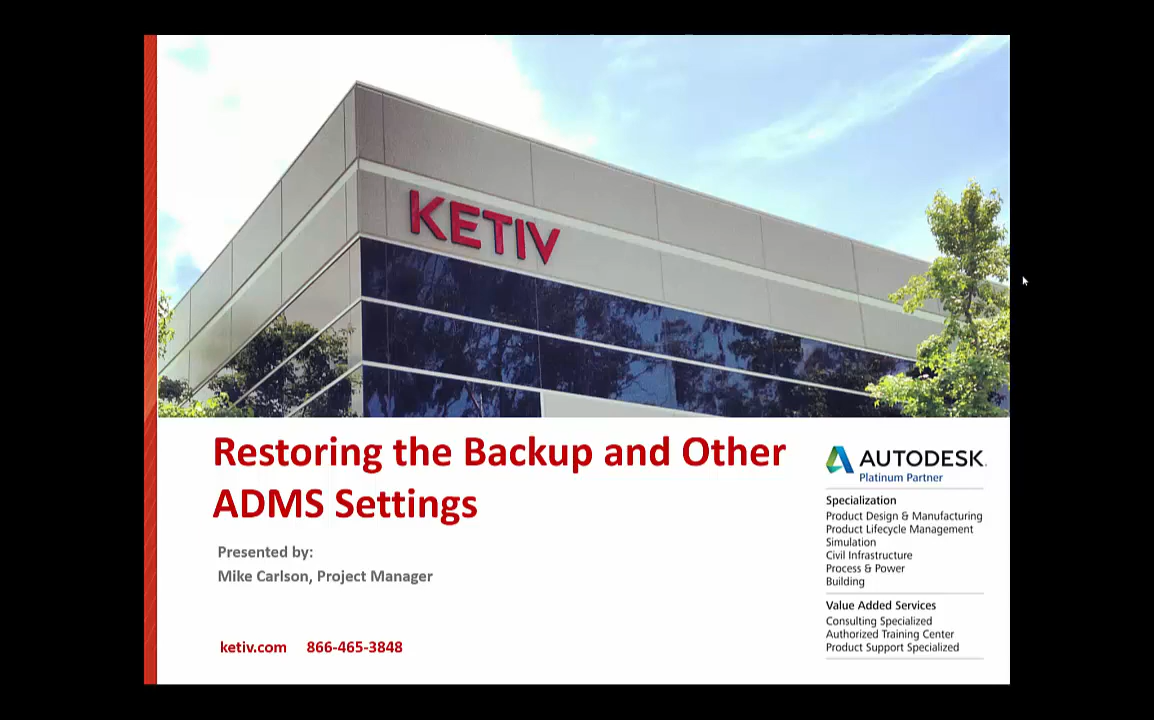 KETIV
Restoring the Backup and Other
ADMS Settings
Presented by:
Mike Carlson, Project Manager
ketiv.com 866-465-3848
AUTODESK.
Platinum Partner
Specialization
Product Design & Manufacturing
Product Lifecycle Management
Simulation
Civil Infrastructure
Process & Power
Building
Value Added Services
Consulting Specialized
Authorized Training Center
Product Support Specialized